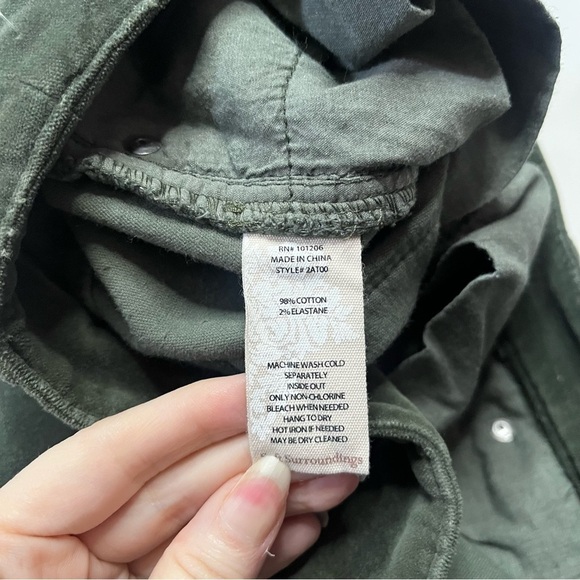 RN# 101206
MADE IN CHINA
STYLE# 2AT00
98% COTTON
2% ELASTANE
MACHINE WASH COLD
SEPARATELY
INSIDE OUT
ONLY NON-CHLORINE
BLEACH WHEN NEEDED
HANG TO DRY
HOT IRON IF NEEDED
MAY BE DRY CLEANED
Surroundings